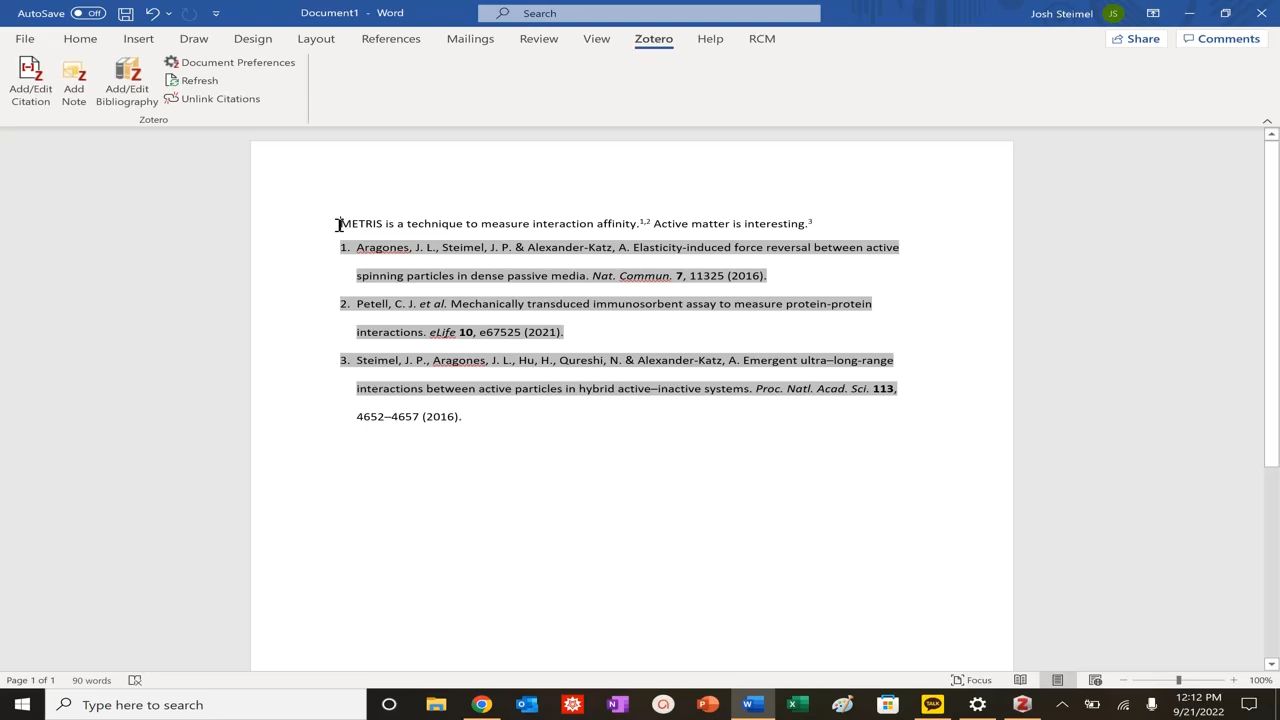 AutoSave Off Document1 - Word Search Josh Steimel JS
File Home Insert Draw Design Layout References Mailings Review View Zotero Help RCM Share Comments
Add/Edit Citation
Add Note
Add/Edit Bibliography
Document Preferences
Refresh
Unlink Citations
Zotero
METRIS is a technique to measure interaction affinity.1,2 Active matter is interesting.3
1. Aragones, J. L., Steimel, J. P. & Alexander-Katz, A. Elasticity-induced force reversal between active
spinning particles in dense passive media. Nat. Commun. 7, 11325 (2016).
2. Petell, C. J. et al. Mechanically transduced immunosorbent assay to measure protein-protein
interactions. eLife 10, e67525 (2021).
3. Steimel, J. P., Aragones, J. L., Hu, H., Qureshi, N. & Alexander-Katz, A. Emergent ultra–long-range
interactions between active particles in hybrid active–inactive systems. Proc. Natl. Acad. Sci. 113,
4652–4657 (2016).
Page 1 of 1 90 words Focus 100%
Type here to search
12:12 PM
9/21/2022